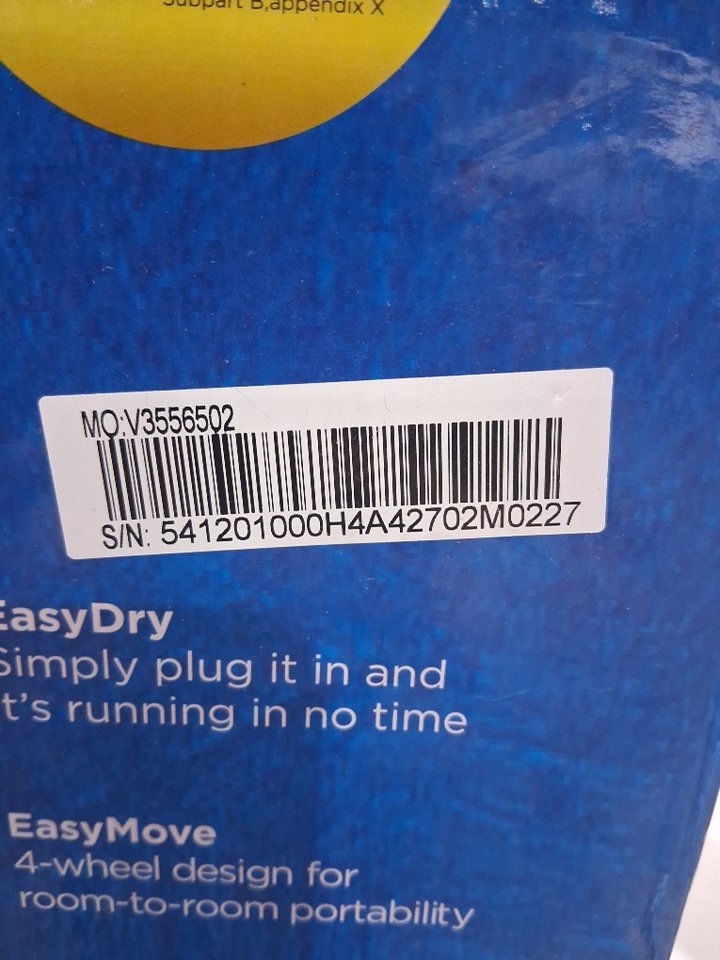 Subpart B,appendix X
MO:V3556502
S/N: 541201000H4A42702M0227
EasyDry
Simply plug it in and
it's running in no time
EasyMove
4-wheel design for
room-to-room portability